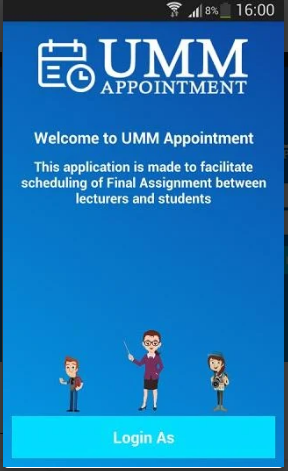 8% 16:00
UMM
APPOINTMENT
Welcome to UMM Appointment
This application is made to facilitate
scheduling of Final Assignment between
lecturers and students
Login As